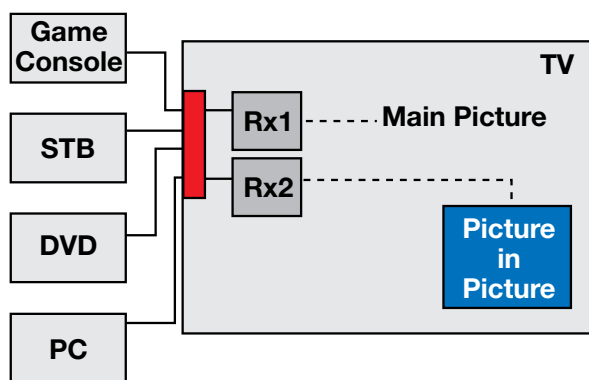 Game
Console
STB
DVD
PC
TV
Rx1
Main Picture
Rx2
Picture
in
Picture